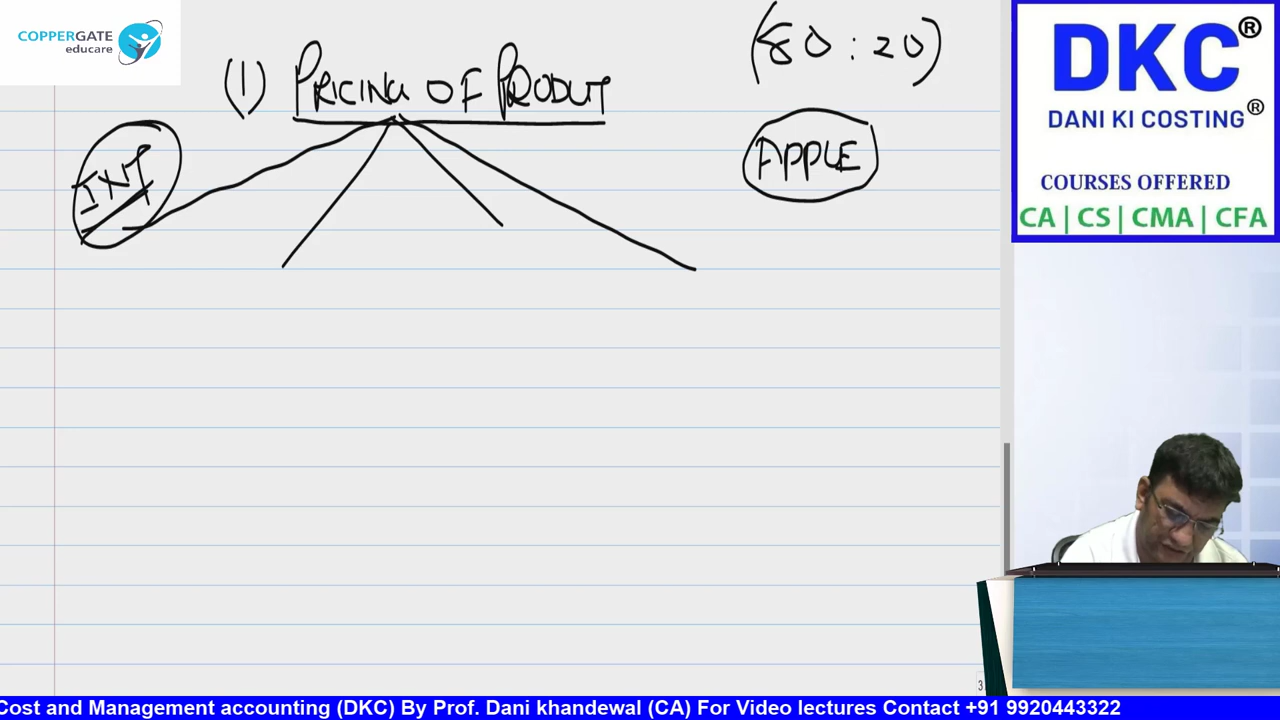 COPPERGATE
educare
(1) PRICING OF PRODUT
(80:20)
INT
APPLE
DKC®
DANI KI COSTING®
COURSES OFFERED
CA | CS | CMA | CFA
3
Cost and Management accounting (DKC) By Prof. Dani khandewal (CA) For Video lectures Contact +91 9920443322